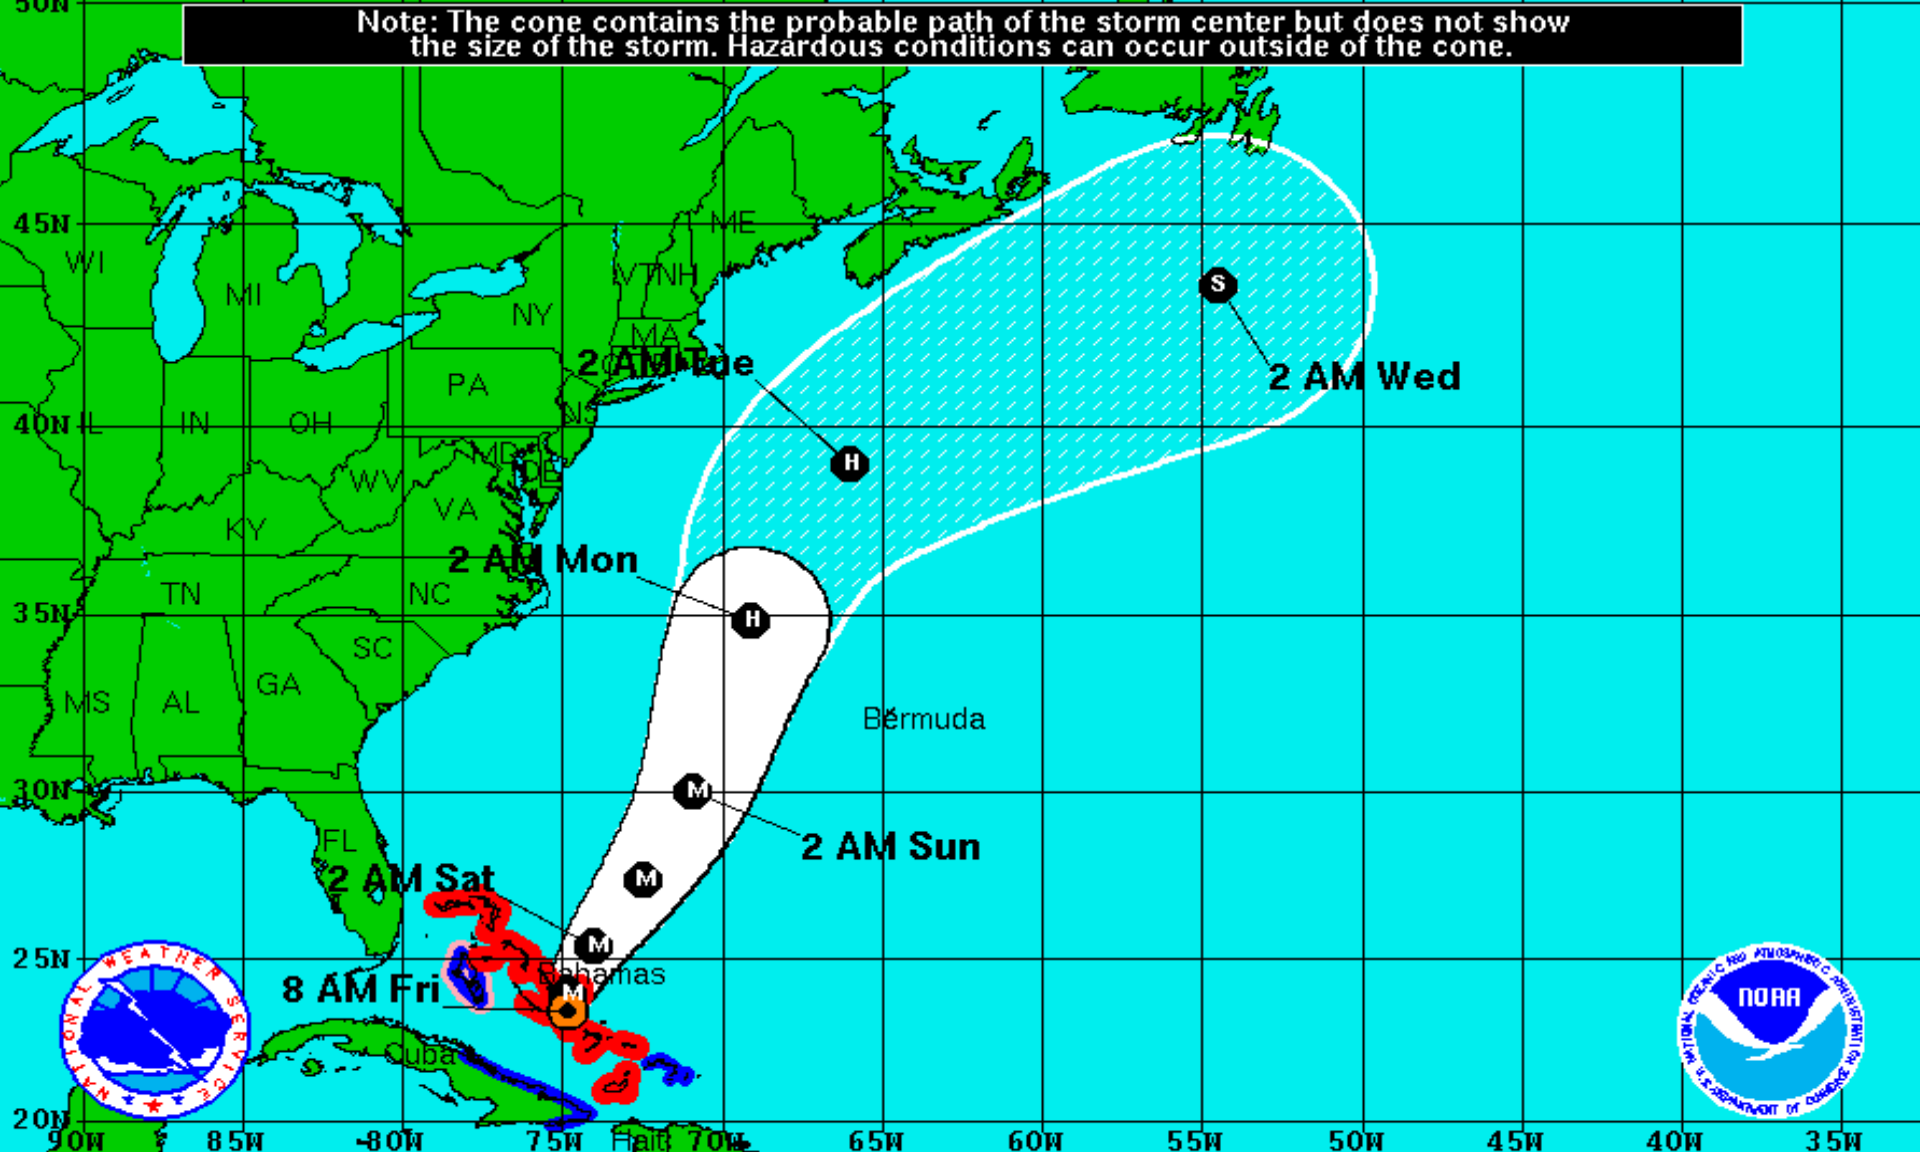 50N
Note: The cone contains the probable path of the storm center but does not show
the size of the storm. Hazardous conditions can occur outside of the cone.
45N
ME
WI
VT NH
MI
NY
MA
2 AM Tue
2 AM Wed
S
PA
40N
IL
IN
OH
NJ
MD
DE
H
WV
VA
KY
2 AM Mon
TN
NC
35N
H
SC
GA
MS
AL
Bermuda
30N
M
FL
2 AM Sun
2 AM Sat
M
M
25N
Bahamas
8 AM Fri
M
NATIONAL WEATHER SERVICE
NOAA
Cuba
20N
Haiti
90W 85W 80W 75W 70W 65W 60W 55W 50W 45W 40W 35W